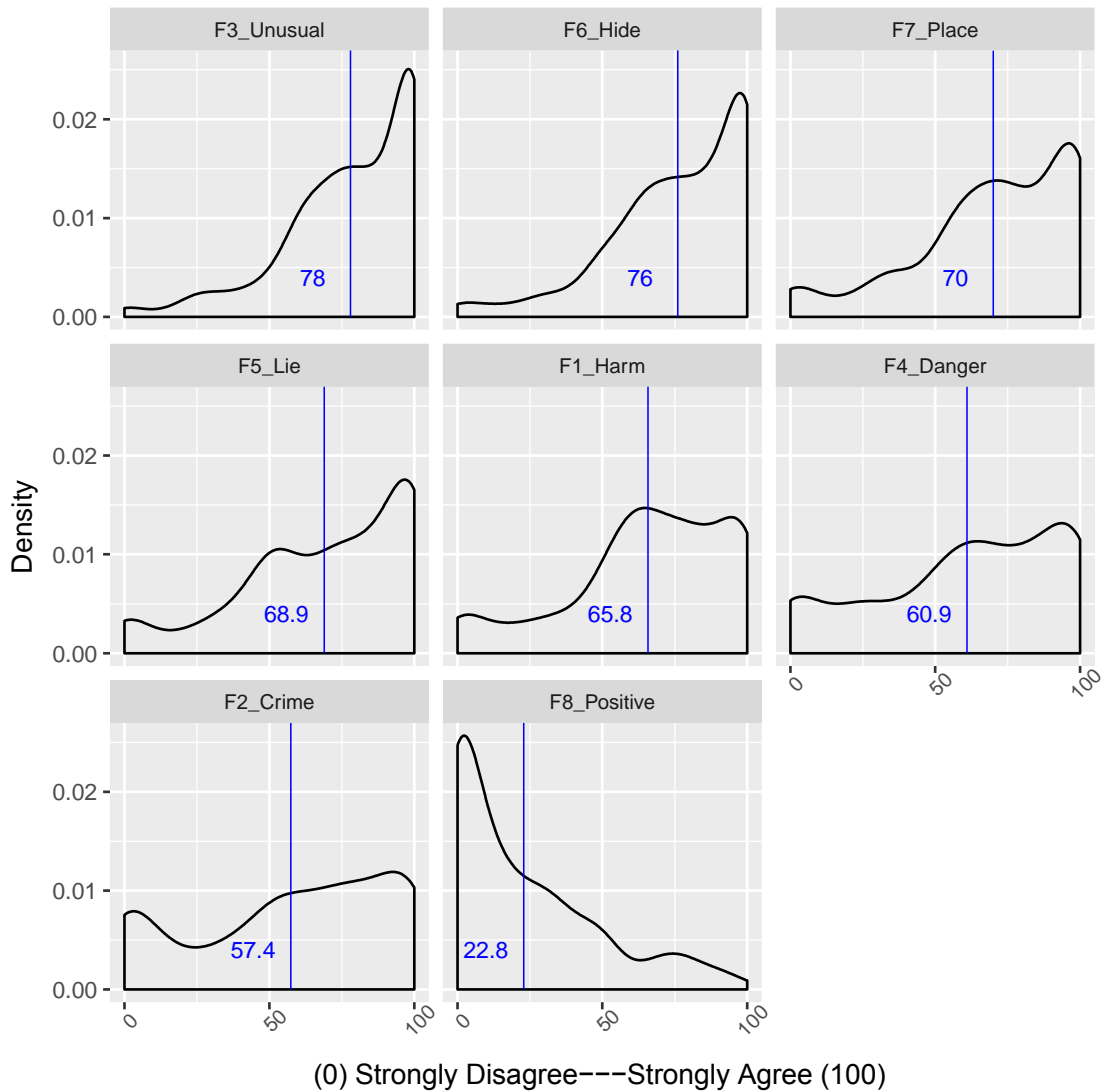 F3_Unusual
F6_Hide
F7_Place
0.02
0.01
0.00
78
76
70
F5_Lie
F1_Harm
F4_Danger
0.02
0.01
0.00
68.9
65.8
60.9
0
50
100
F2_Crime
F8_Positive
0.02
0.01
0.00
57.4
22.8
0
50
100
0
50
100
Density
(0) Strongly Disagree−−−Strongly Agree (100)